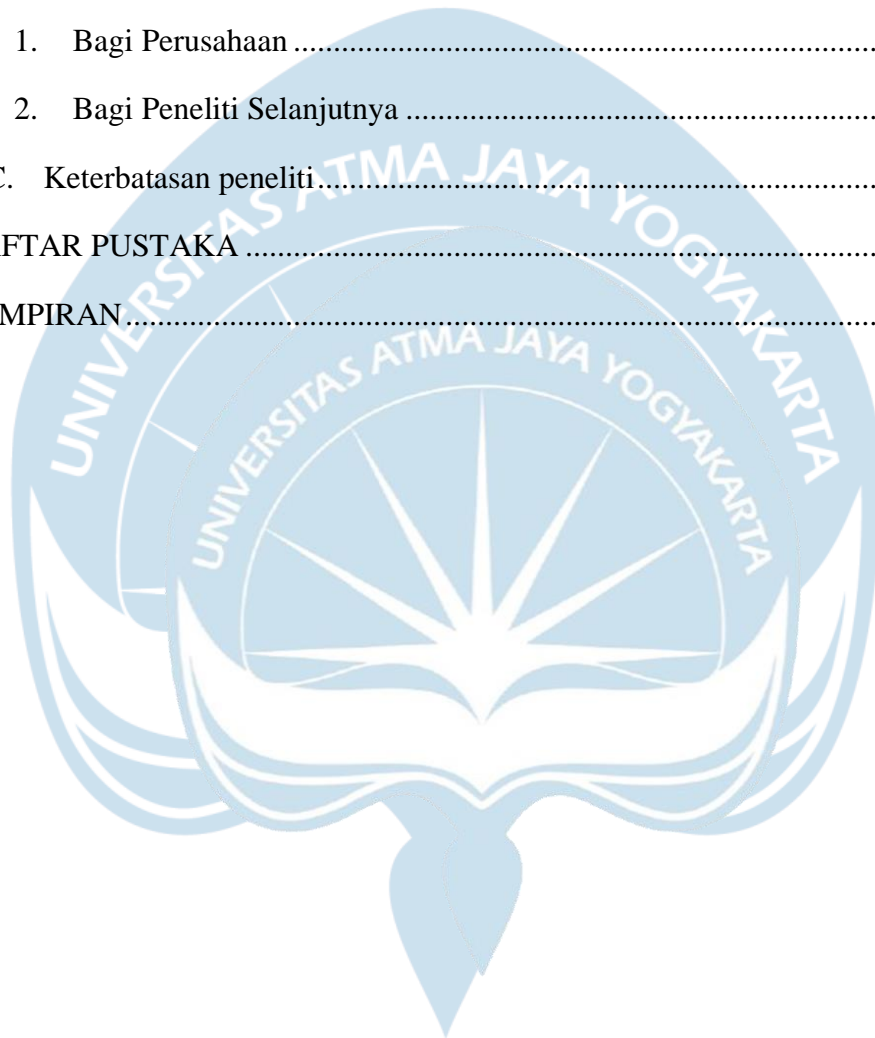 1. Bagi Perusahaan ........................................................................
2. Bagi Peneliti Selanjutnya ..........................................................
C. Keterbatasan peneliti......................................................................
AFTAR PUSTAKA ...............................................................................
MPIRAN..............................................................................................
UNIVERSITAS ATMA JAYA YOGYAKARTA
UNIVERSITAS ATMA JAYA YOGYAKARTA